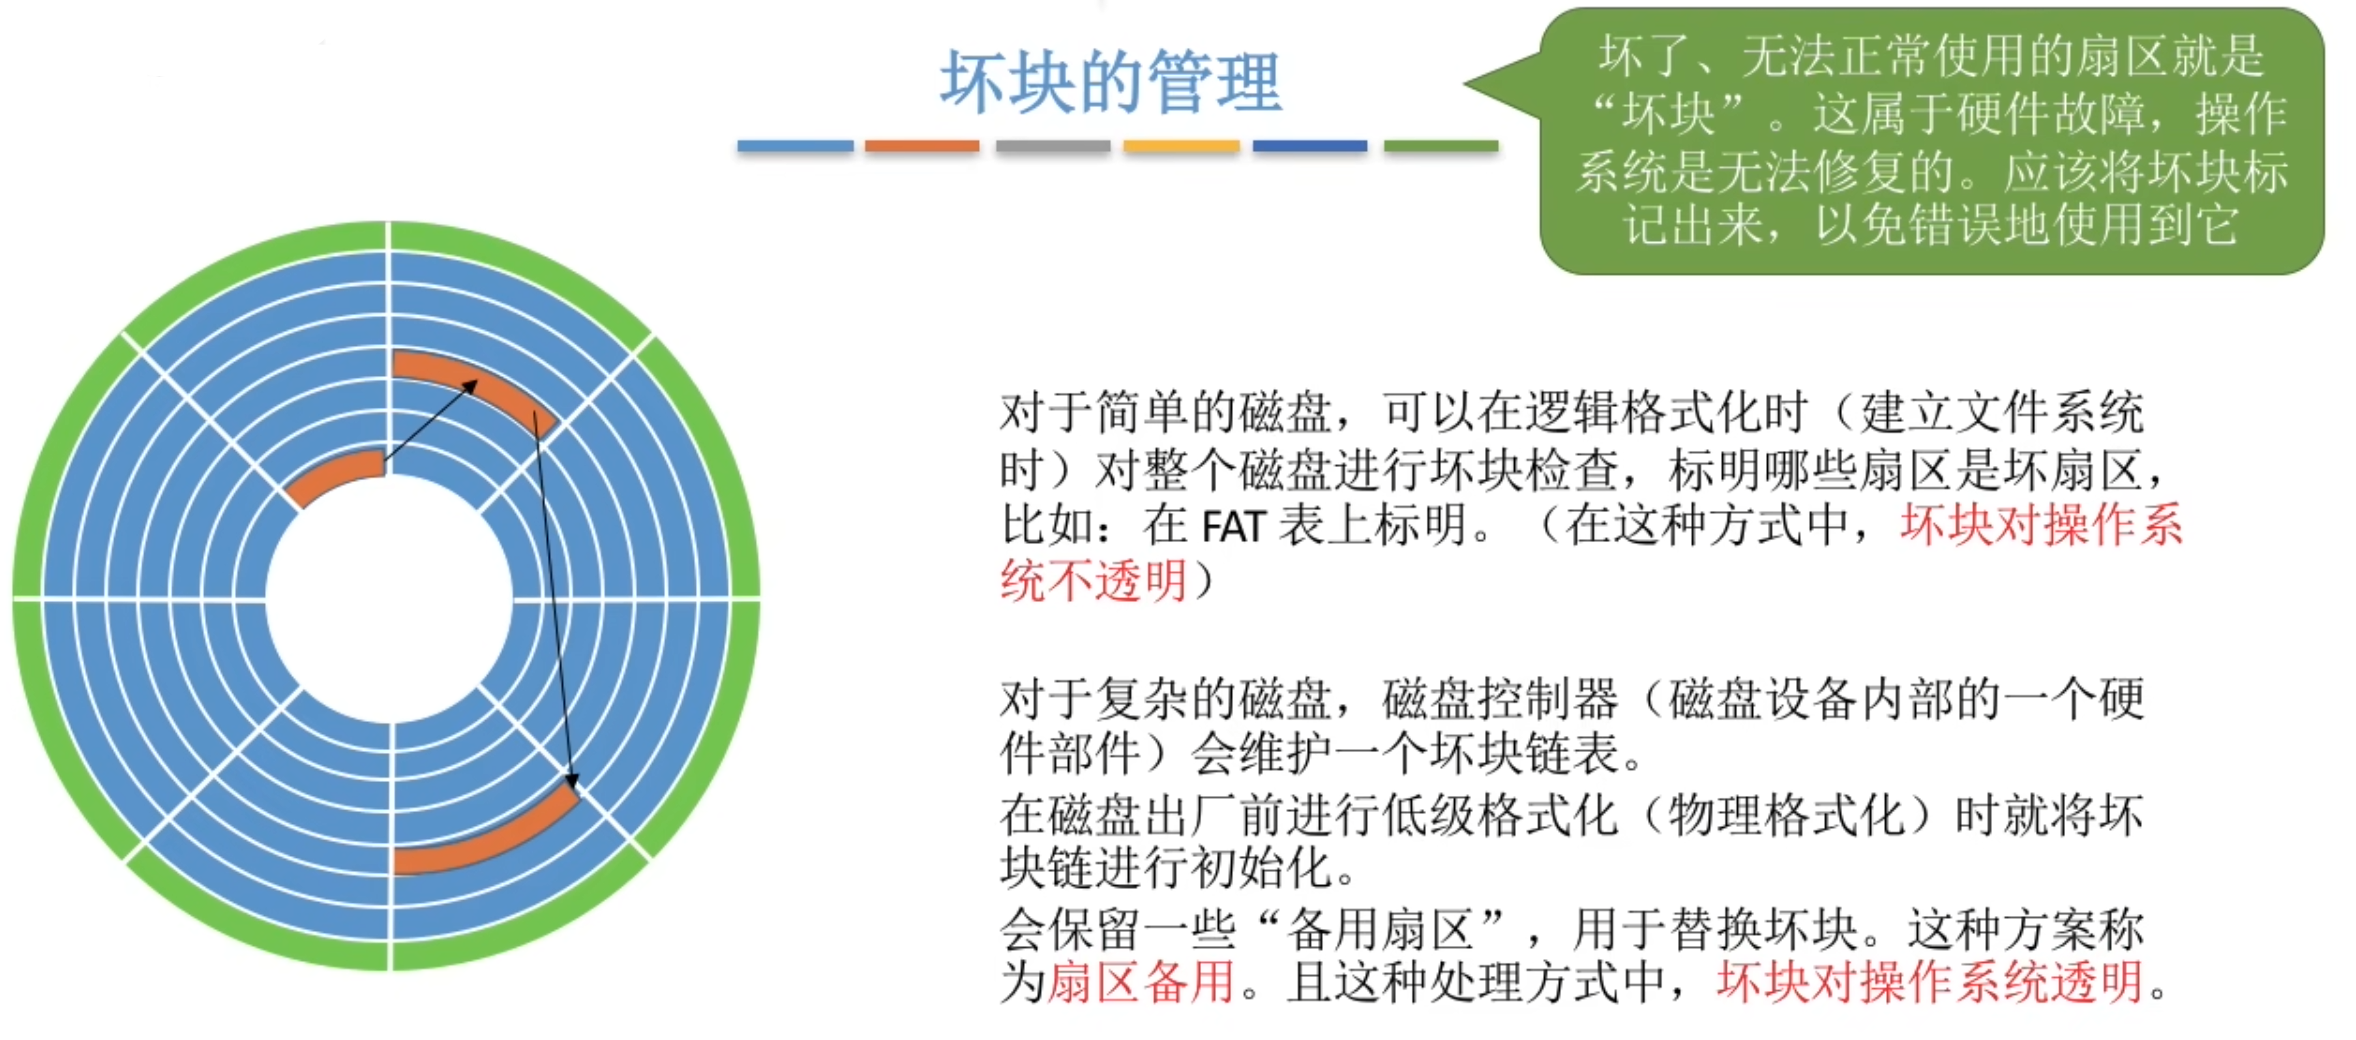 坏块的管理
坏了、无法正常使用的扇区就是
“坏块”。这属于硬件故障，操作
系统是无法修复的。应该将坏块标
记出来，以免错误地使用到它
对于简单的磁盘，可以在逻辑格式化时（建立文件系统
时）对整个磁盘进行坏块检查，标明哪些扇区是坏扇区，
比如：在 FAT 表上标明。（在这种方式中，坏块对操作系
统不透明）
对于复杂的磁盘，磁盘控制器（磁盘设备内部的一个硬
件部件）会维护一个坏块链表。
在磁盘出厂前进行低级格式化（物理格式化）时就将坏
块链进行初始化。
会保留一些“备用扇区”，用于替换坏块。这种方案称
为扇区备用。且这种处理方式中，坏块对操作系统透明。